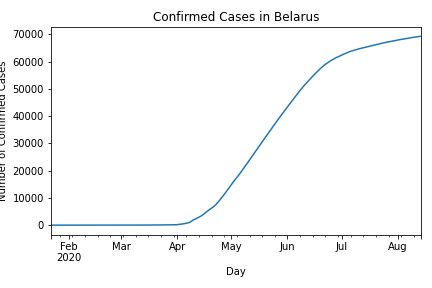 Confirmed Cases in Belarus
Number of Confirmed Cases
70000
60000
50000
40000
30000
20000
10000
0
Feb Mar Apr May Jun Jul Aug
2020
Day